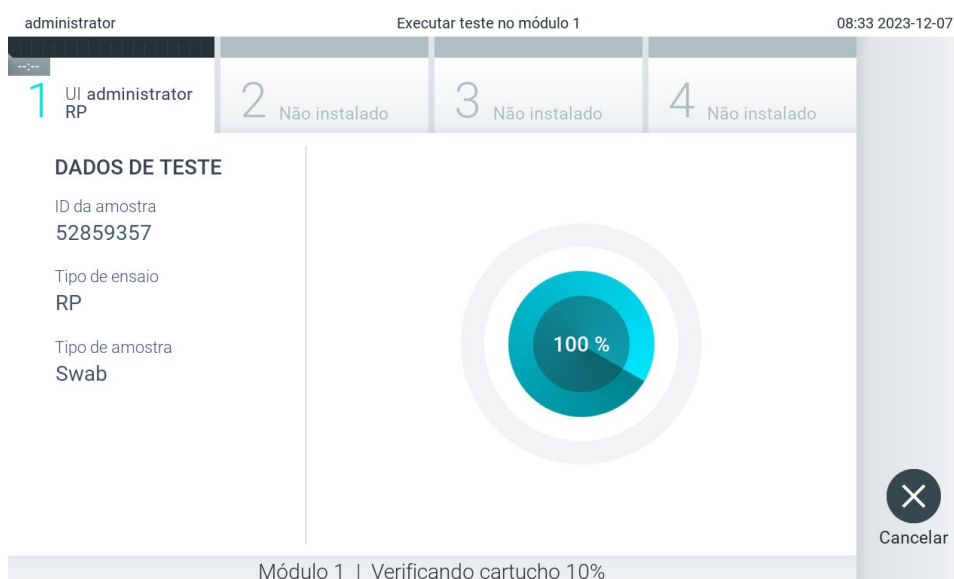 administrator
Executar teste no módulo 1
08:33 2023-12-07
--:--
1 UI administrator
RP
2 Não instalado
3 Não instalado
4 Não instalado
DADOS DE TESTE
ID da amostra
52859357
Tipo de ensaio
RP
Tipo de amostra
Swab
100 %
Cancelar
Módulo 1 | Verificando cartucho 10%